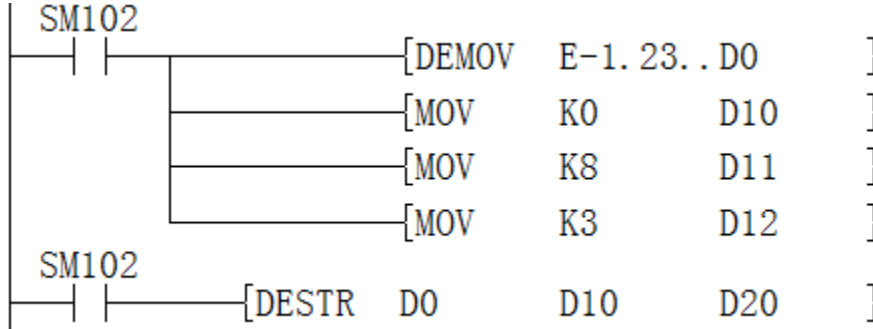 SM102
[DEMOV E-1.23.. D0 ]
[MOV K0 D10 ]
[MOV K8 D11 ]
[MOV K3 D12 ]
SM102
[DESTR D0 D10 D20 ]